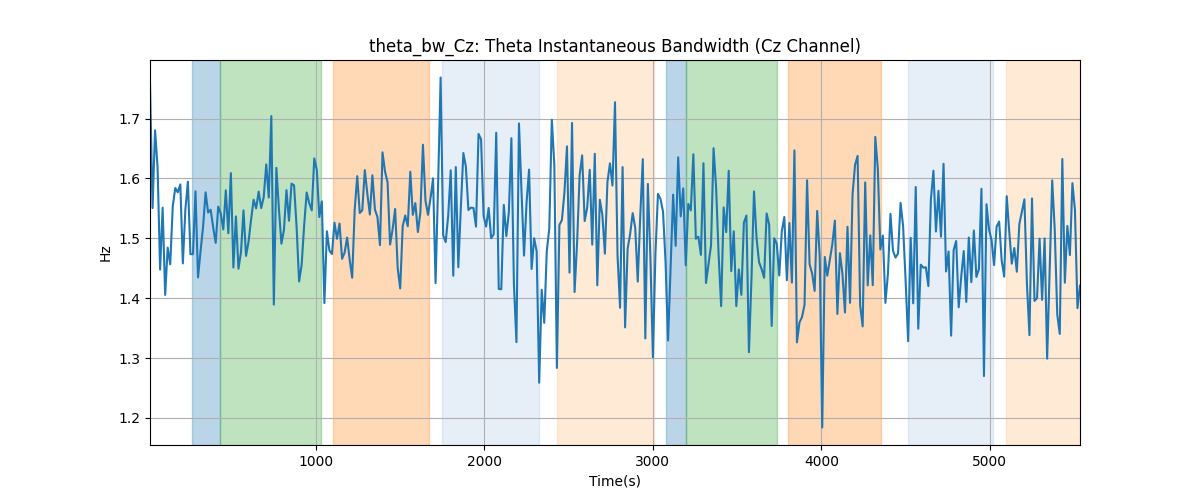 theta_bw_Cz: Theta Instantaneous Bandwidth (Cz Channel)
Hz
1.7
1.6
1.5
1.4
1.3
1.2
1000 2000 3000 4000 5000
Time(s)